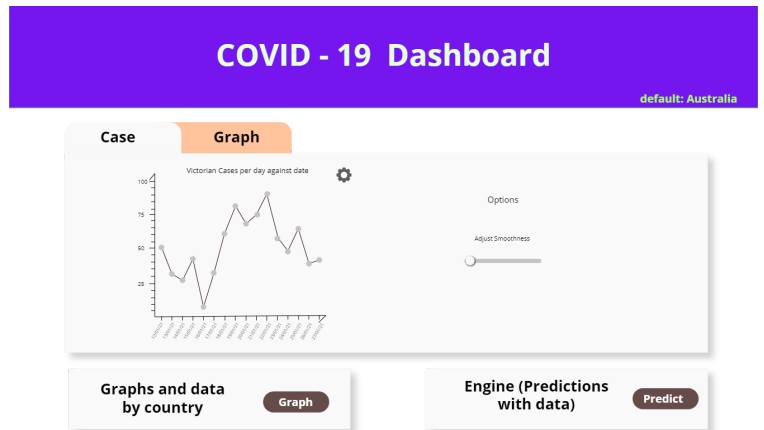 COVID - 19 Dashboard
default: Australia
Case
Graph
Victorian Cases per day against date
100
75
50
25
Options
Adjust Smoothness
Graphs and data
by country
Graph
Engine (Predictions
with data)
Predict